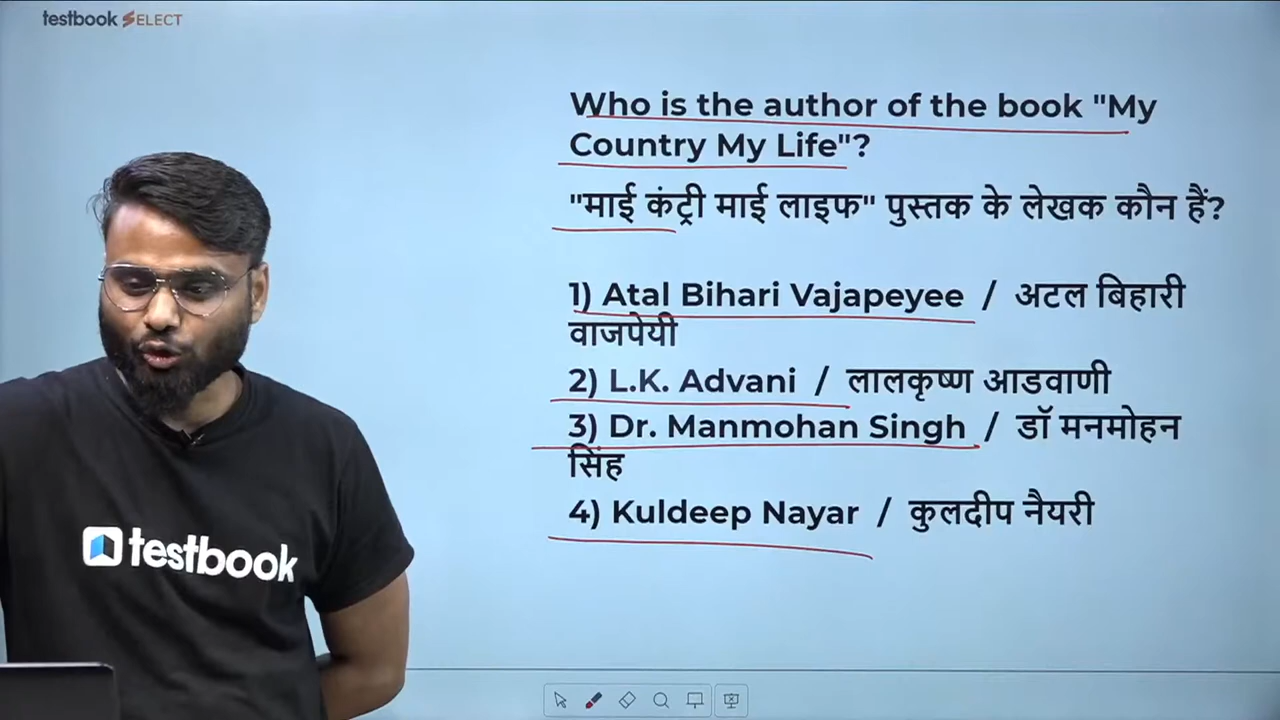 testbook SELECT
Who is the author of the book "My
Country My Life"?
"माई कंट्री माई लाइफ" पुस्तक के लेखक कौन हैं?
1) Atal Bihari Vajapeyee / अटल बिहारी
वाजपेयी
2) L.K. Advani / लालकृष्ण आडवाणी
3) Dr. Manmohan Singh / डॉ मनमोहन
सिंह
4) Kuldeep Nayar / कुलदीप नैयरी
testbook